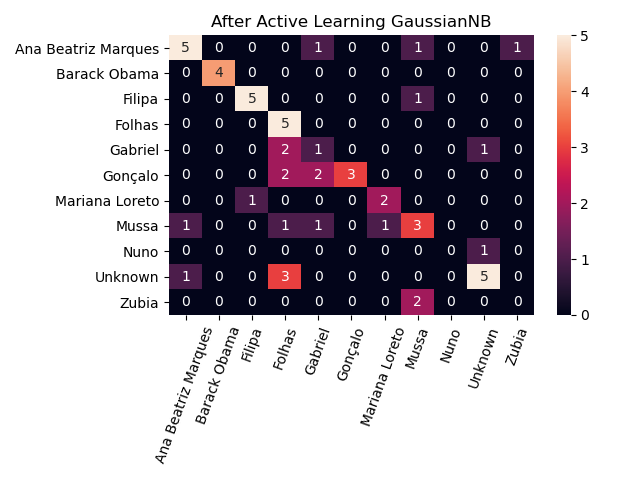 After Active Learning GaussianNB
Ana Beatriz Marques 5 0 0 0 1 0 0 1 0 0 1
Barack Obama 0 4 0 0 0 0 0 0 0 0 0
Filipa 0 0 5 0 0 0 0 1 0 0 0
Folhas 0 0 0 5 0 0 0 0 0 0 0
Gabriel 0 0 0 2 1 0 0 0 0 1 0
Gonçalo 0 0 0 2 2 3 0 0 0 0 0
Mariana Loreto 0 0 1 0 0 0 2 0 0 0 0
Mussa 1 0 0 1 1 0 1 3 0 0 0
Nuno 0 0 0 0 0 0 0 0 0 1 0
Unknown 1 0 0 3 0 0 0 0 0 5 0
Zubia 0 0 0 0 0 0 0 2 0 0 0
Ana Beatriz Marques
Barack Obama
Filipa
Folhas
Gabriel
Gonçalo
Mariana Loreto
Mussa
Nuno
Unknown
Zubia
5
4
3
2
1
0